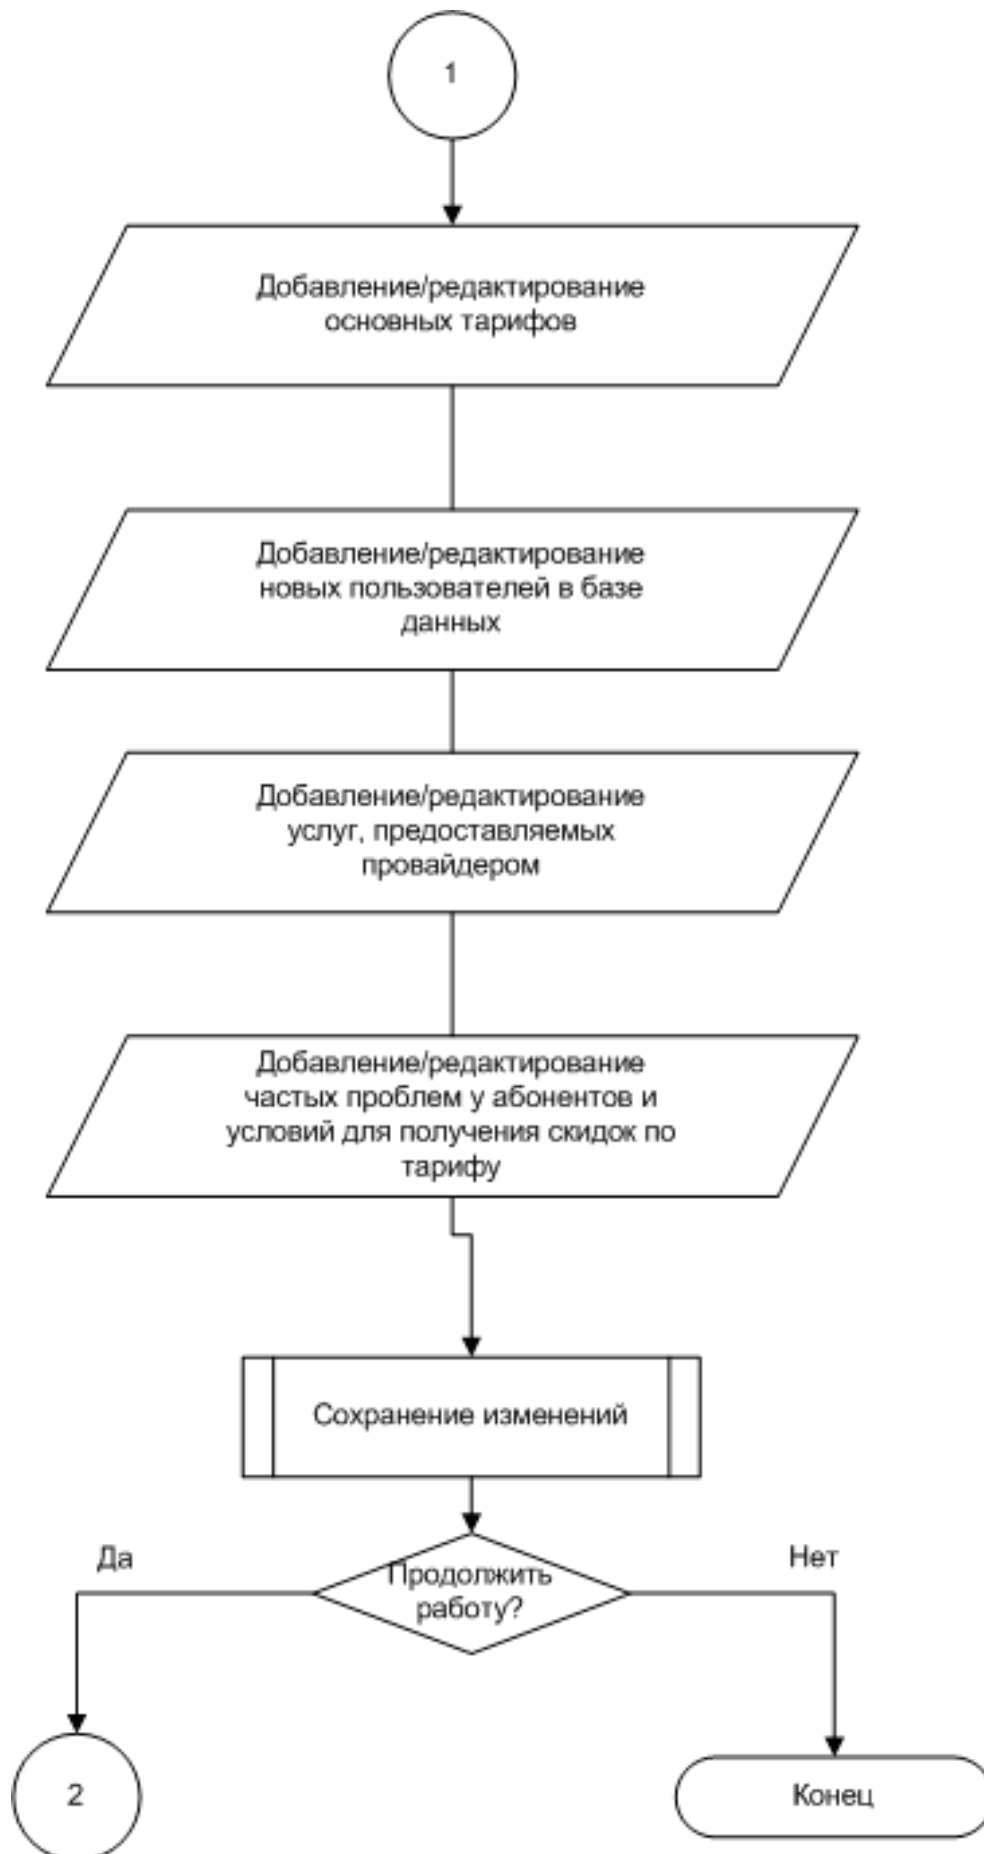 1
Добавление/редактирование
основных тарифов
Добавление/редактирование
новых пользователей в базе
данных
Добавление/редактирование
услуг, предоставляемых
провайдером
Добавление/редактирование
частых проблем у абонентов и
условий для получения скидок по
тарифу
Сохранение изменений
Да
Нет
Продолжить
работу?
2
Конец